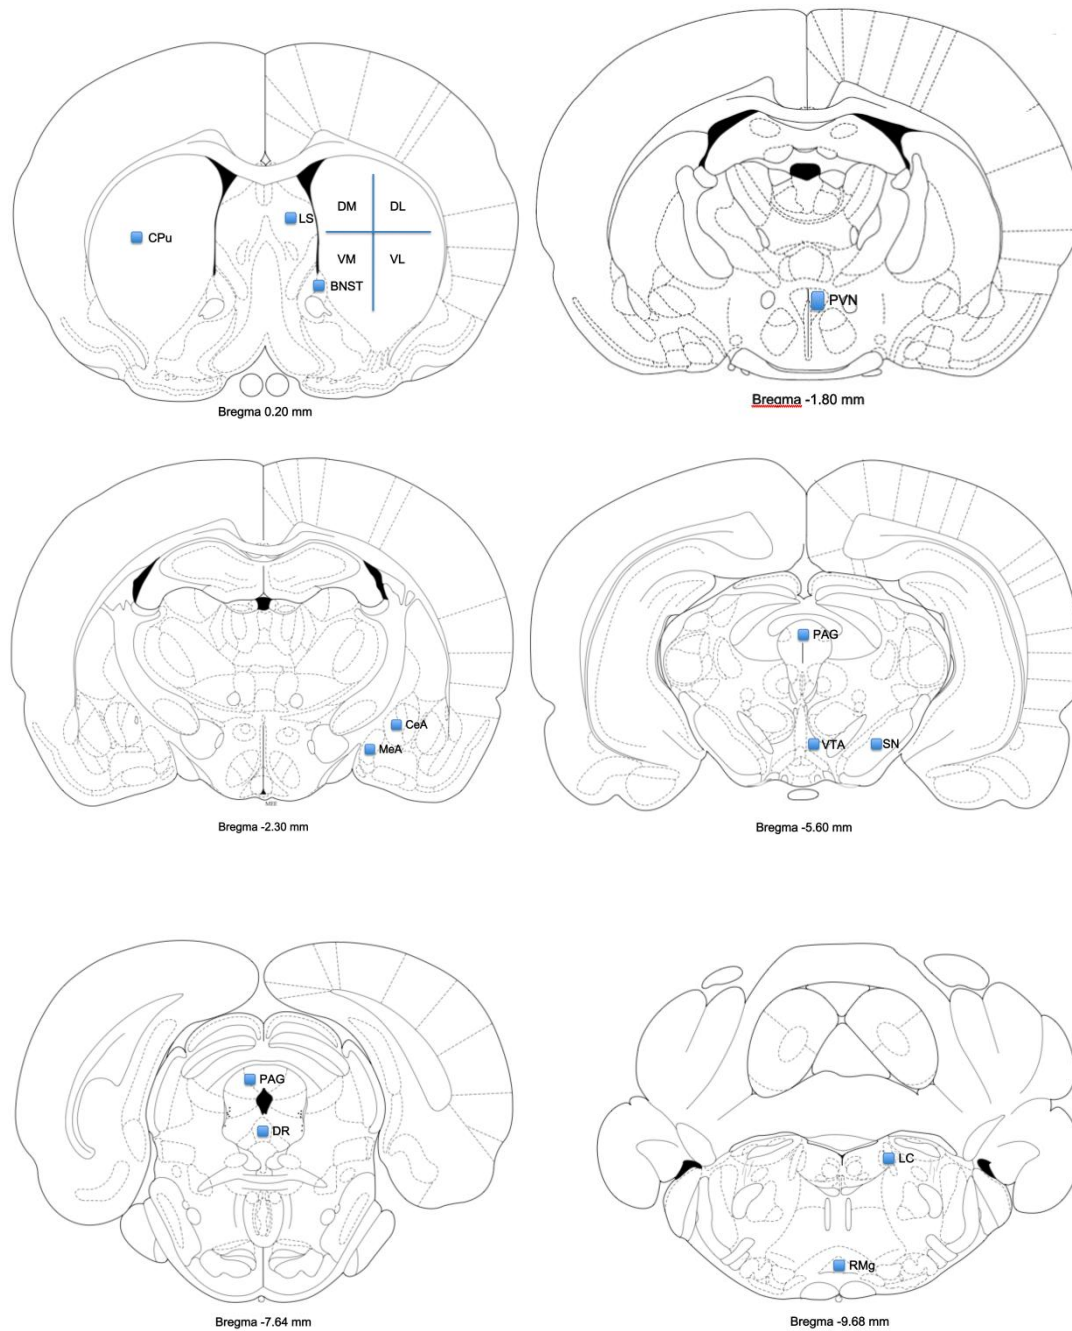 DM DL
LS
CPu
VM VL
BNST
Bregma 0.20 mm
PVN
Bregma -1.80 mm
CeA
MeA
MEE
Bregma -2.30 mm
PAG
VTA SN
Bregma -5.60 mm
PAG
DR
Bregma -7.64 mm
LC
RMg
Bregma -9.68 mm